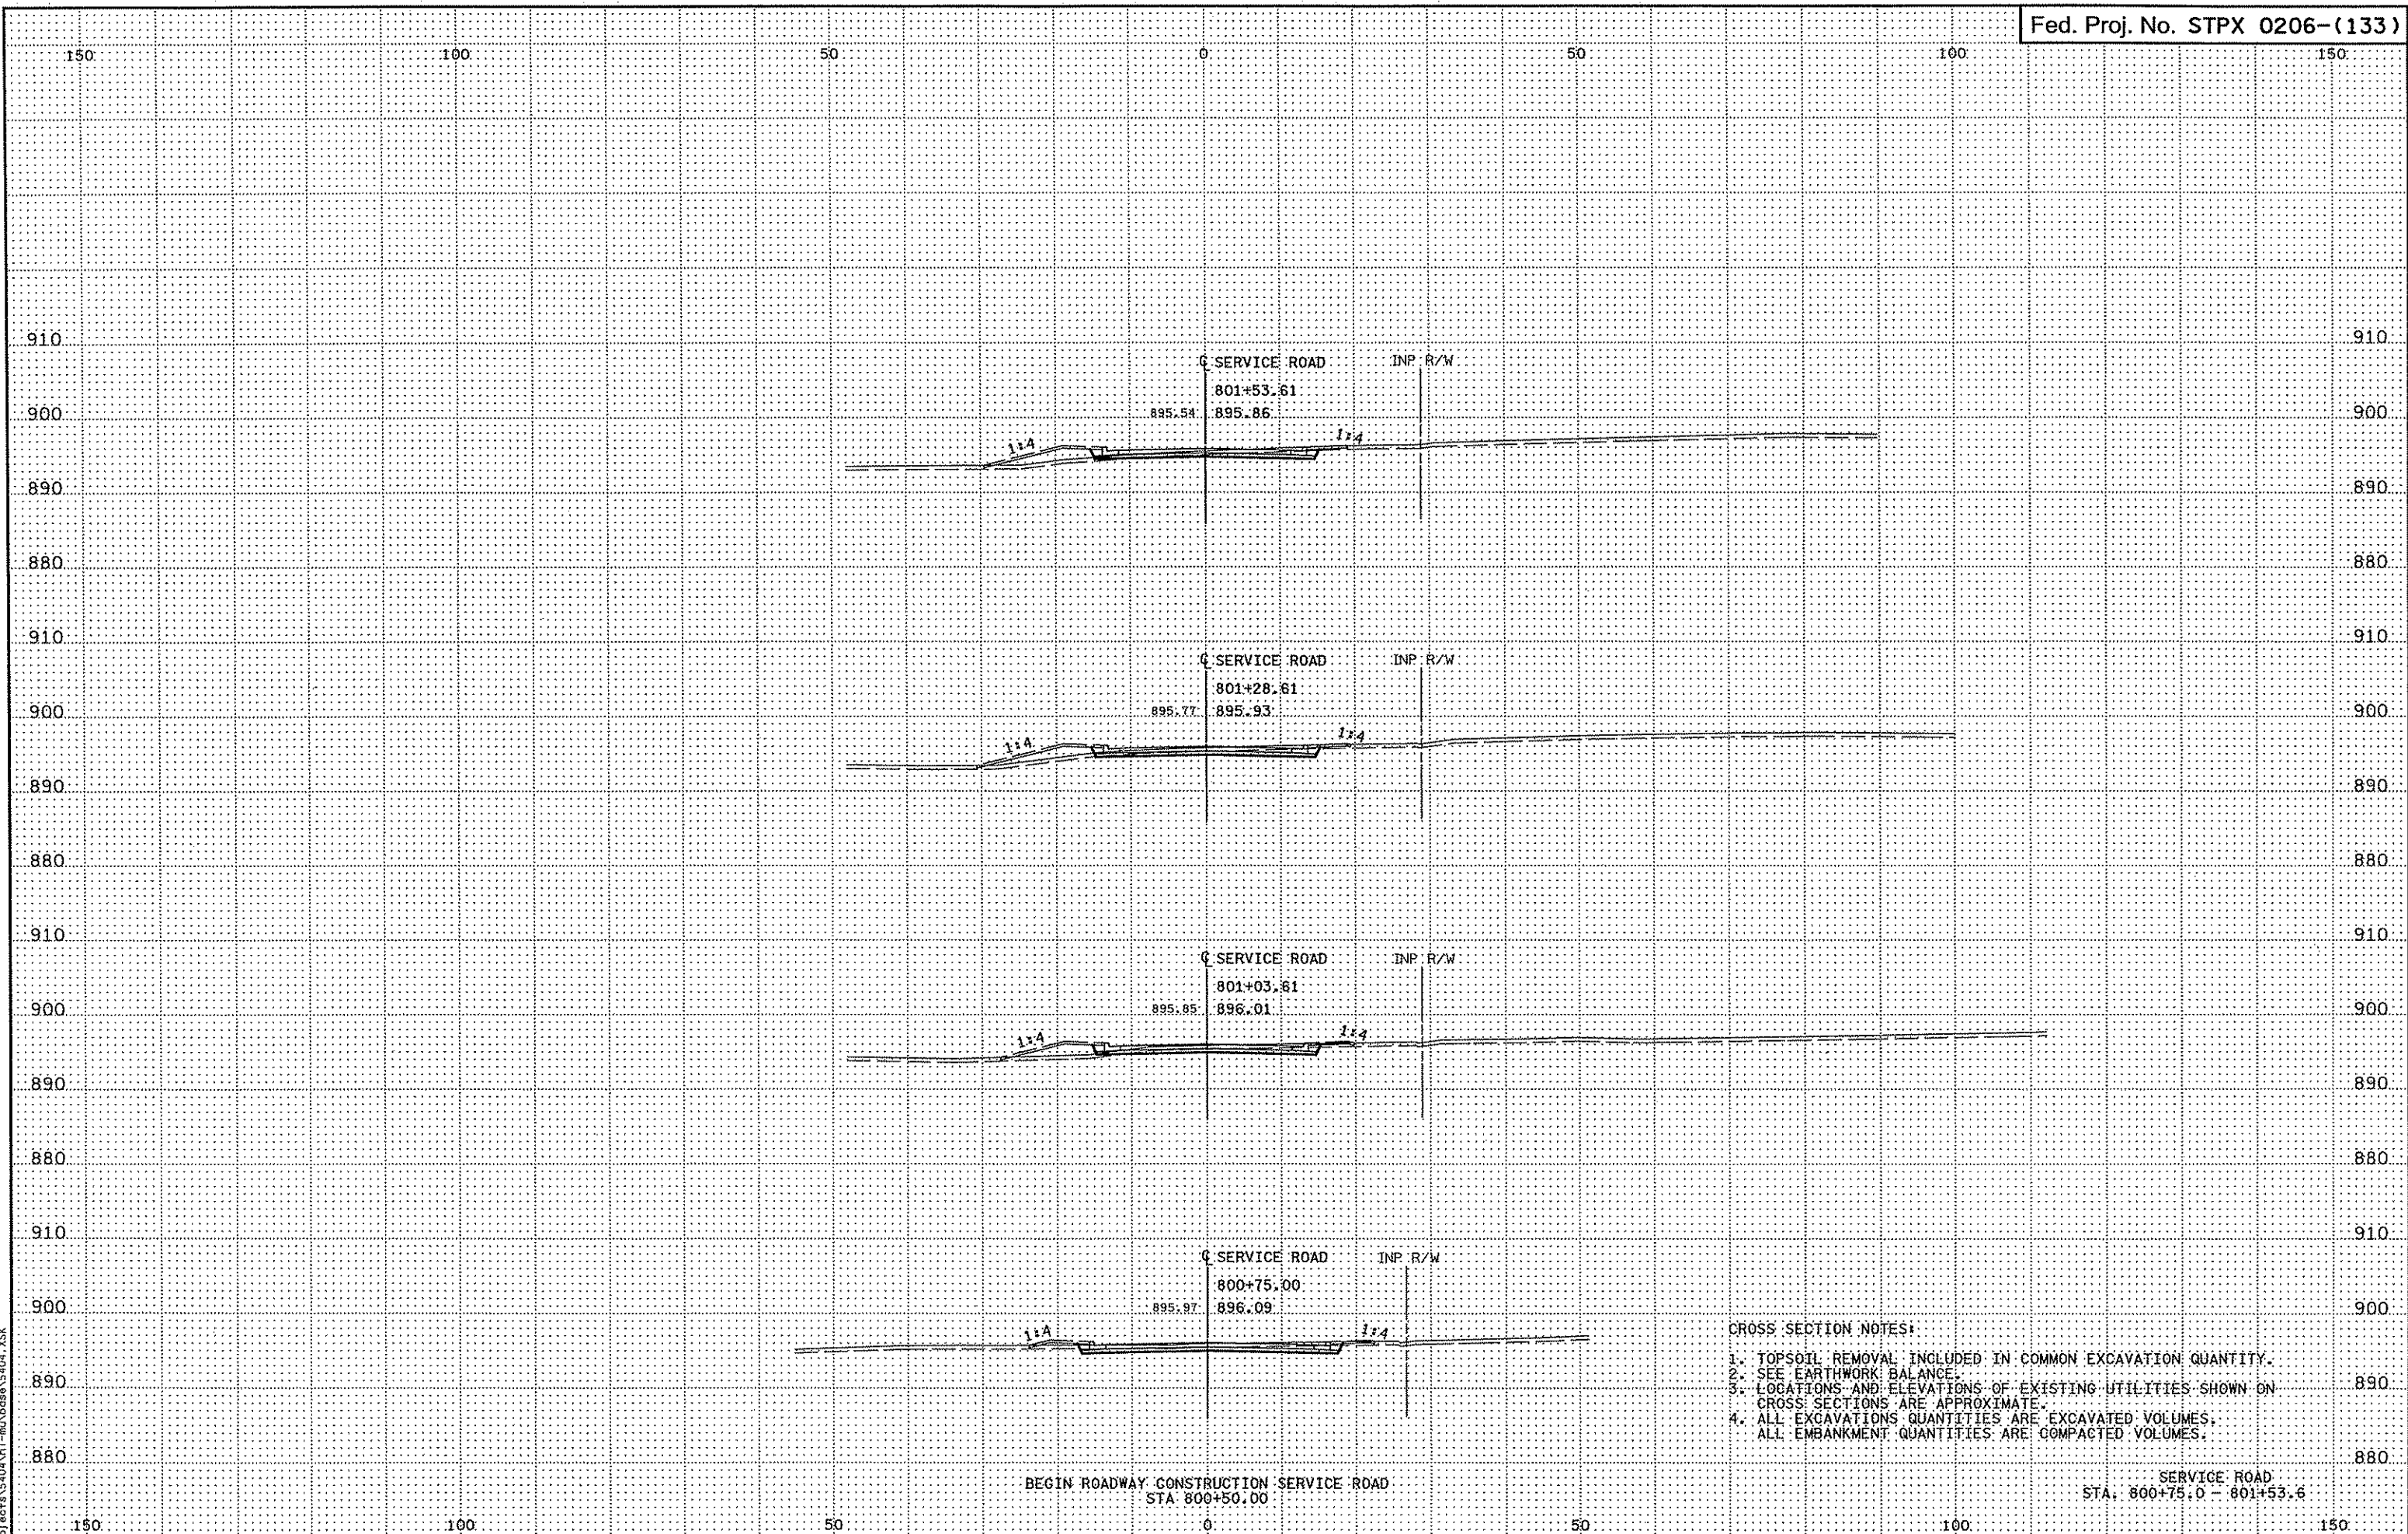 Fed. Proj. No. STPX 0206-(133)
150 100 50 0 50 100 150
910 910
℄ SERVICE ROAD INP R/W
801+53.61
900 895.54 895.86 900
1:4 1:4
890 890
880 880
910 910
℄ SERVICE ROAD INP R/W
801+28.61
900 895.77 895.93 900
1:4 1:4
890 890
880 880
910 910
℄ SERVICE ROAD INP R/W
801+03.61
900 895.85 896.01 900
1:4 1:4
890 890
880 880
910 910
℄ SERVICE ROAD INP R/W
800+75.00
900 895.97 896.09 900
1:4 1:4
890 890
880 880
CROSS SECTION NOTES:
1. TOPSOIL REMOVAL INCLUDED IN COMMON EXCAVATION QUANTITY.
2. SEE EARTHWORK BALANCE.
3. LOCATIONS AND ELEVATIONS OF EXISTING UTILITIES SHOWN ON
CROSS SECTIONS ARE APPROXIMATE.
4. ALL EXCAVATIONS QUANTITIES ARE EXCAVATED VOLUMES.
ALL EMBANKMENT QUANTITIES ARE COMPACTED VOLUMES.
BEGIN ROADWAY CONSTRUCTION SERVICE ROAD
STA 800+50.00
SERVICE ROAD
STA. 800+75.0 - 801+53.6
150 100 50 0 50 100 150